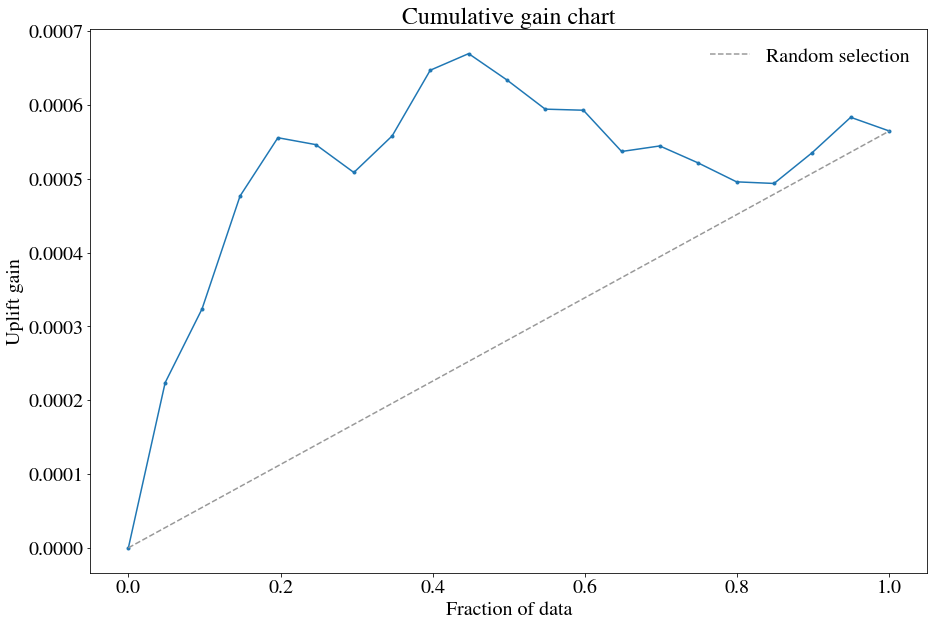 Cumulative gain chart
Random selection
Uplift gain
0.0007
0.0006
0.0005
0.0004
0.0003
0.0002
0.0001
0.0000
0.0 0.2 0.4 0.6 0.8 1.0
Fraction of data